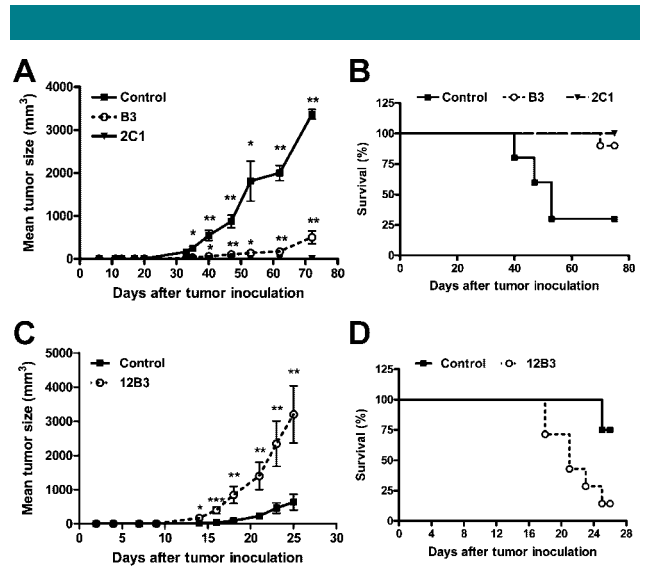 A
Mean tumor size (mm³)
4000
3000
2000
1000
0
Control
B3
2C1
*
**
**
*
**
**
*
**
*
**
**
0 10 20 30 40 50 60 70 80
Days after tumor inoculation
B
Control B3 2C1
Survival (%)
125
100
75
50
25
0
0 20 40 60 80
Days after tumor inoculation
C
Mean tumor size (mm³)
5000
4000
3000
2000
1000
0
Control
12B3
*
***
**
**
**
**
0 5 10 15 20 25 30
Days after tumor inoculation
D
Control 12B3
Survival (%)
125
100
75
50
25
0
0 4 8 12 16 20 24 28
Days after tumor inoculation